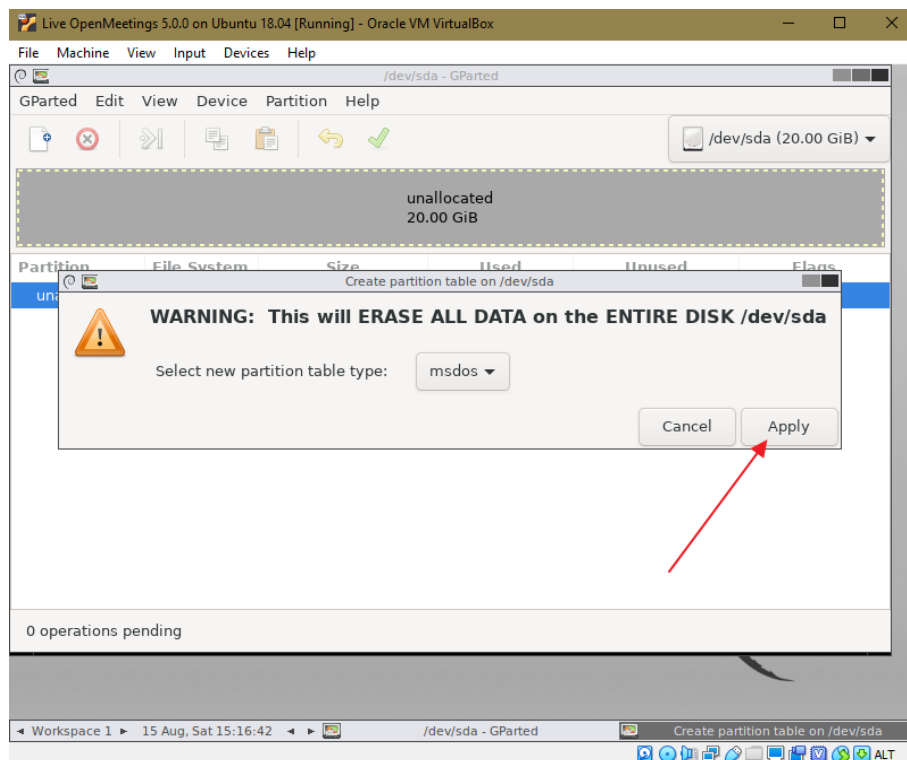 Live OpenMeetings 5.0.0 on Ubuntu 18.04 [Running] - Oracle VM VirtualBox
File Machine View Input Devices Help
/dev/sda - GParted
GParted Edit View Device Partition Help
/dev/sda (20.00 GiB)
unallocated
20.00 GiB
Partition File System Size Used Unused Flags
una
Create partition table on /dev/sda
WARNING: This will ERASE ALL DATA on the ENTIRE DISK /dev/sda
Select new partition table type: msdos
Cancel Apply
0 operations pending
Workspace 1 15 Aug, Sat 15:16:42 /dev/sda - GParted Create partition table on /dev/sda
ALT